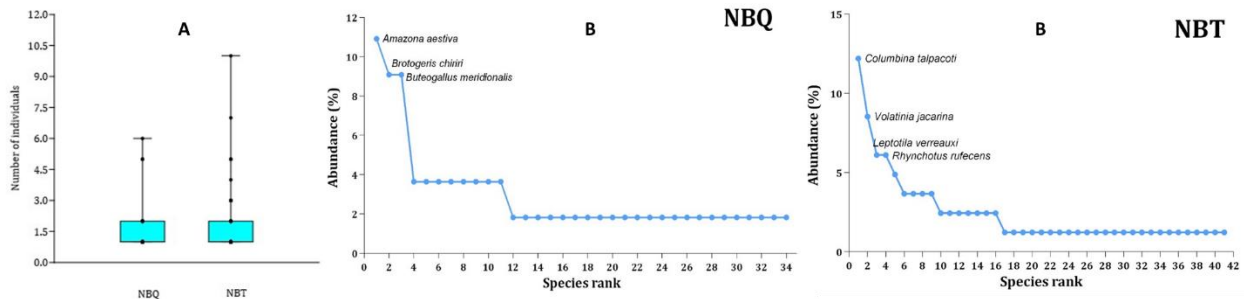 A
12.0
10.5
9.0
7.5
6.0
4.5
3.0
1.5
0.0
Number of individuals
NBQ
NBT
B
NBQ
12
10
8
6
4
2
0
Abundance (%)
Amazona aestiva
Brotogeris chiriri
Buteogallus meridionalis
0 2 4 6 8 10 12 14 16 18 20 22 24 26 28 30 32 34
Species rank
B
NBT
15
10
5
0
Abundance (%)
Columbina talpacoti
Volatinia jacarina
Leptotila verreauxi
Rhynchotus rufecens
0 2 4 6 8 10 12 14 16 18 20 22 24 26 28 30 32 34 36 38 40 42
Species rank